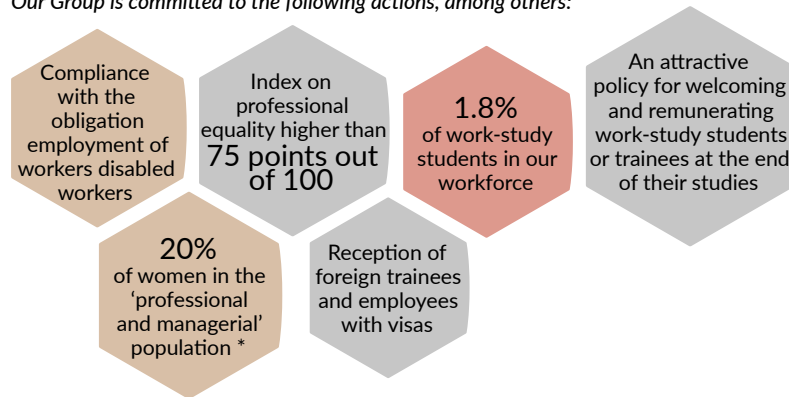 Our Group is committed to the following actions, among others:
Compliance
with the
obligation
employment of
workers disabled
workers
Index on
professional
equality higher than
75 points out
of 100
1.8%
of work-study
students in our
workforce
An attractive
policy for welcoming
and remunerating
work-study students
or trainees at the end
of their studies
20%
of women in the
‘professional
and managerial’
population *
Reception of
foreign trainees
and employees
with visas